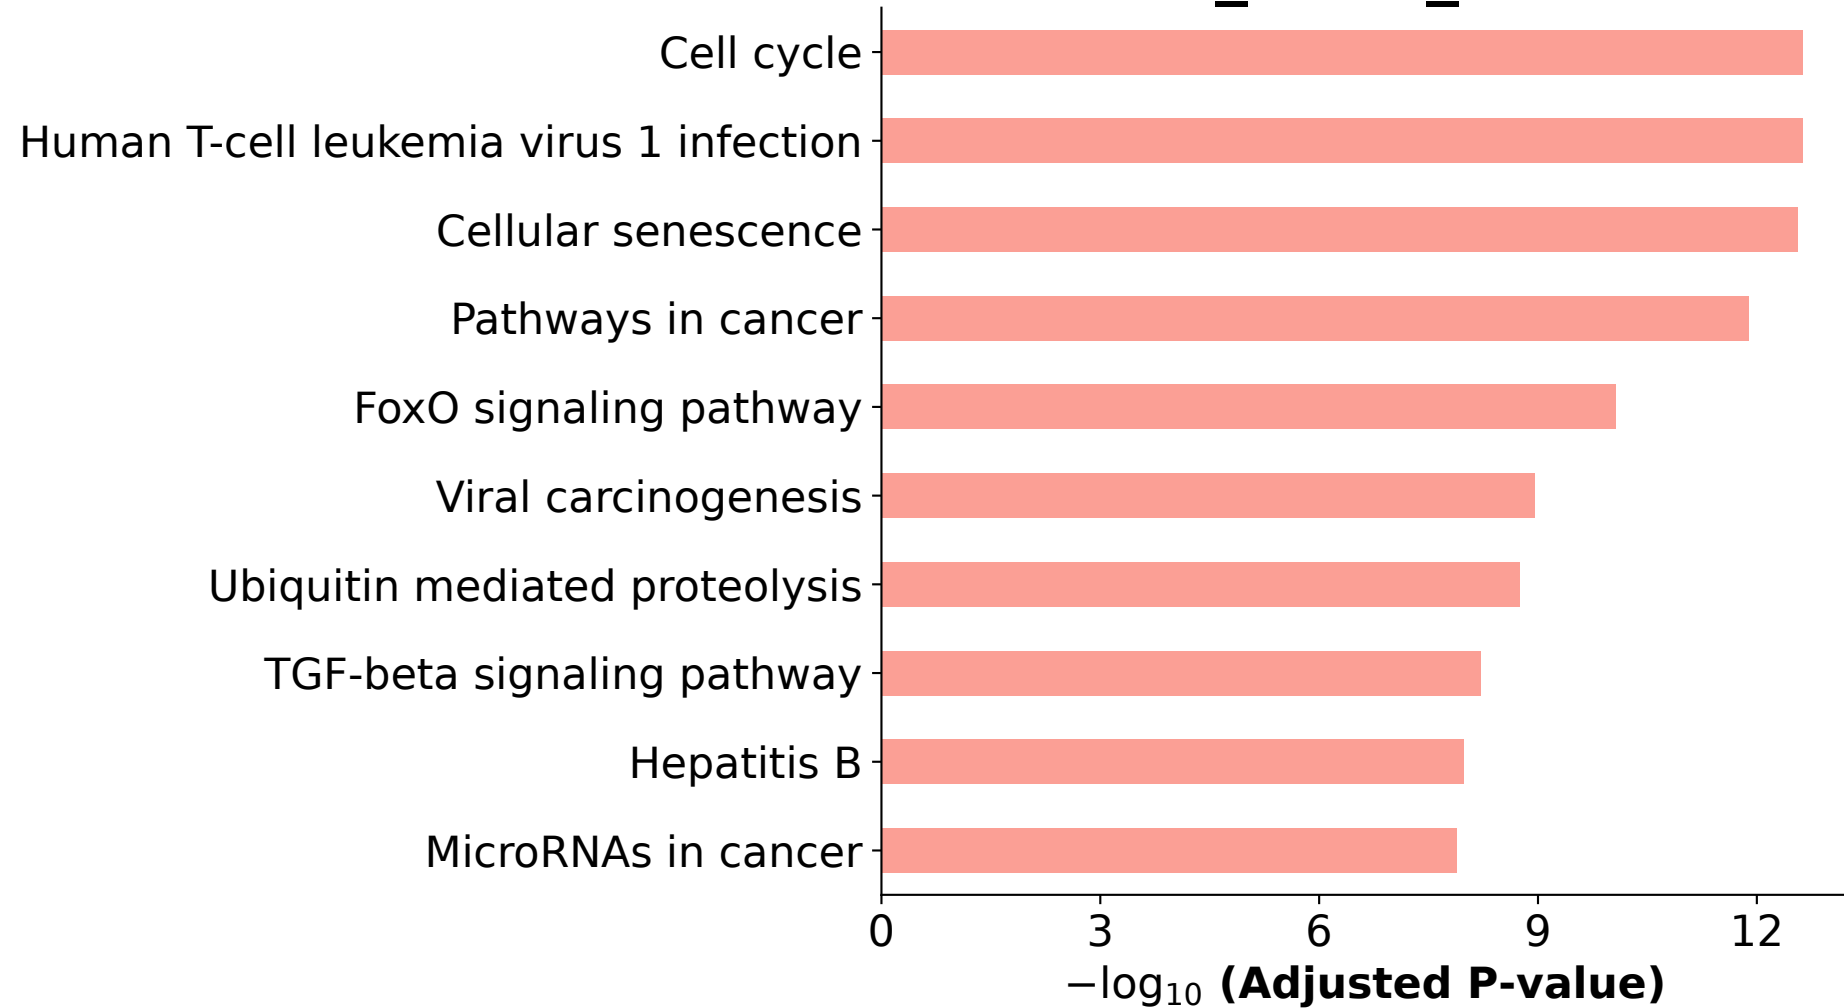 Cell cycle
Human T-cell leukemia virus 1 infection
Cellular senescence
Pathways in cancer
FoxO signaling pathway
Viral carcinogenesis
Ubiquitin mediated proteolysis
TGF-beta signaling pathway
Hepatitis B
MicroRNAs in cancer
0 3 6 9 12
−log₁₀ (Adjusted P-value)